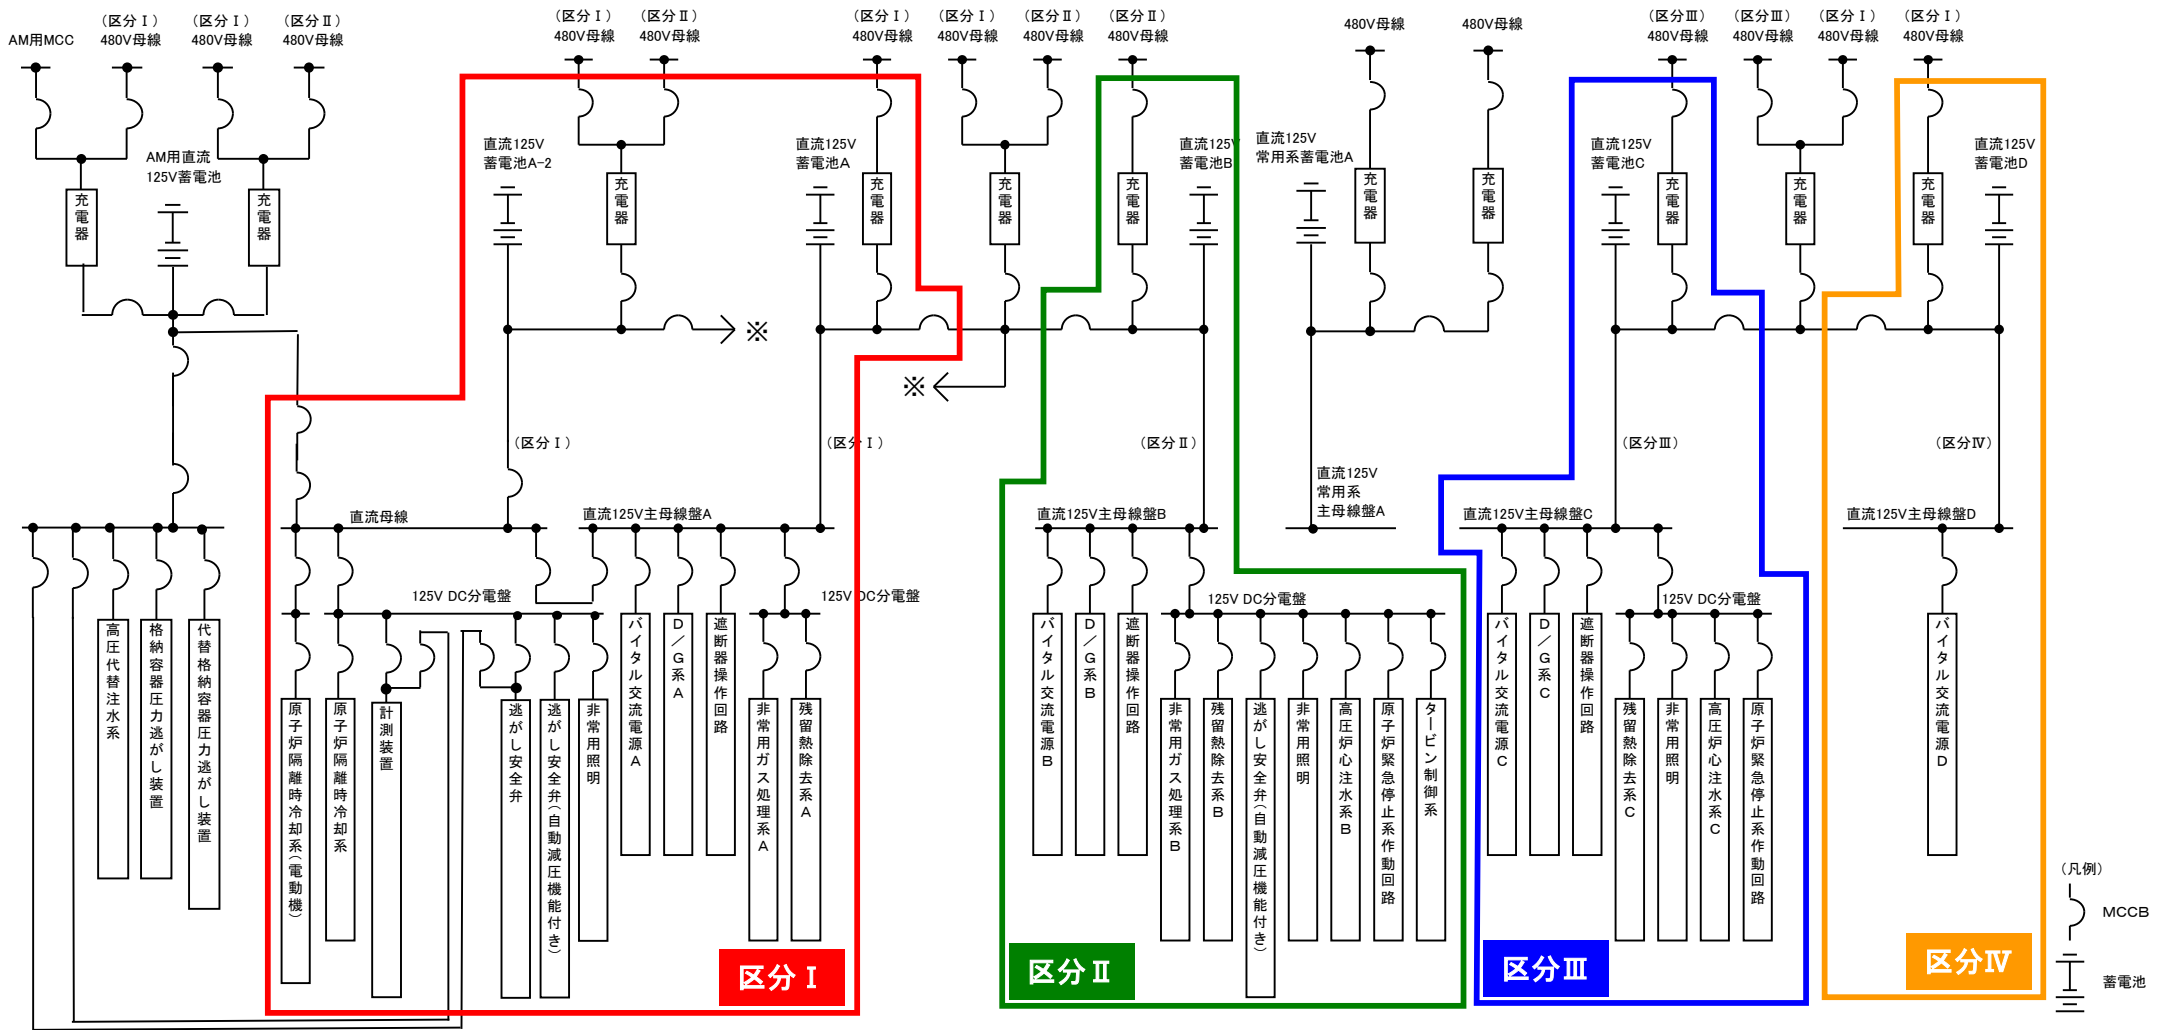 AM用MCC
(区分Ⅰ)
480V母線
(区分Ⅰ)
480V母線
(区分Ⅱ)
480V母線
(区分Ⅰ)
480V母線
(区分Ⅱ)
480V母線
(区分Ⅰ)
480V母線
(区分Ⅰ)
480V母線
(区分Ⅱ)
480V母線
(区分Ⅱ)
480V母線
480V母線
480V母線
(区分Ⅲ)
480V母線
(区分Ⅲ)
480V母線
(区分Ⅰ)
480V母線
(区分Ⅰ)
480V母線
AM用直流
125V蓄電池
直流125V
蓄電池A-2
直流125V
蓄電池A
直流125V
蓄電池B
直流125V
常用系蓄電池A
直流125V
蓄電池C
直流125V
蓄電池D
充電器
充電器
充電器
充電器
充電器
充電器
充電器
充電器
充電器
充電器
充電器
※
※
(区分Ⅰ)
(区分Ⅰ)
(区分Ⅱ)
(区分Ⅲ)
(区分Ⅳ)
直流母線
直流125V主母線盤A
直流125V主母線盤B
直流125V
常用系
主母線盤A
直流125V主母線盤C
直流125V主母線盤D
125V DC分電盤
125V DC分電盤
125V DC分電盤
125V DC分電盤
高圧代替注水系
格納容器圧力逃がし装置
代替格納容器圧力逃がし装置
原子炉隔離時冷却系(電動機)
原子炉隔離時冷却系
計測装置
逃がし安全弁
逃がし安全弁(自動減圧機能付き)
非常用照明
バイタル交流電源A
D/G系A
遮断器操作回路
非常用ガス処理系A
残留熱除去系A
バイタル交流電源B
D/G系B
遮断器操作回路
非常用ガス処理系B
残留熱除去系B
逃がし安全弁(自動減圧機能付き)
非常用照明
高圧炉心注水系B
原子炉緊急停止系作動回路
タービン制御系
バイタル交流電源C
D/G系C
遮断器操作回路
残留熱除去系C
非常用照明
高圧炉心注水系C
原子炉緊急停止系作動回路
バイタル交流電源D
区分Ⅰ
区分Ⅱ
区分Ⅲ
区分Ⅳ
(凡例)
MCCB
蓄電池